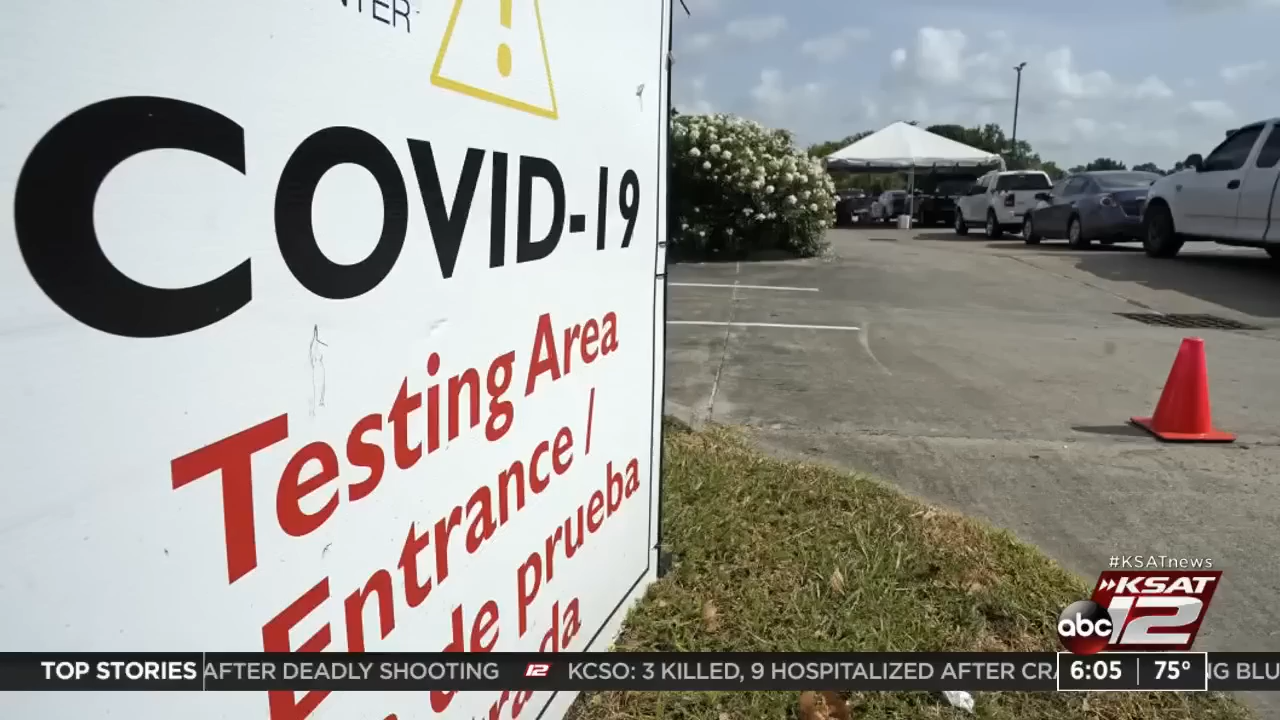 COVID-19
Testing Area
Entrance /
de prueba
#KSATnews
KSAT
abc 12
TOP STORIES AFTER DEADLY SHOOTING 12 KCSO: 3 KILLED, 9 HOSPITALIZED AFTER 6:05 75°